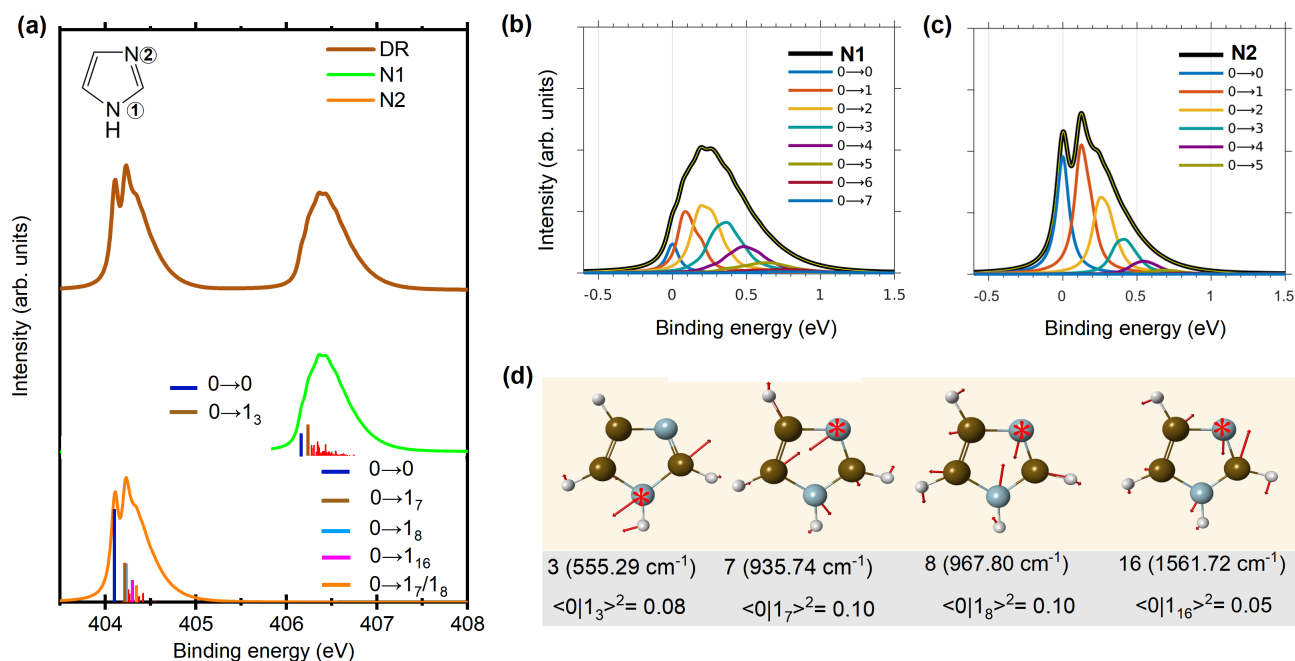 (a)
N②
N①
H
DR
N1
N2
0→0
0→1₃
0→0
0→1₇
0→1₈
0→1₁₆
0→1₇/1₈
Intensity (arb. units)
404 405 406 407 408
Binding energy (eV)
(b)
N1
0→0
0→1
0→2
0→3
0→4
0→5
0→6
0→7
Intensity (arb. units)
-0.5 0 0.5 1 1.5
Binding energy (eV)
(c)
N2
0→0
0→1
0→2
0→3
0→4
0→5
-0.5 0 0.5 1 1.5
Binding energy (eV)
(d)
* * * *
3 (555.29 cm⁻¹) 7 (935.74 cm⁻¹) 8 (967.80 cm⁻¹) 16 (1561.72 cm⁻¹)
<0|1₃>²= 0.08 <0|1₇>²= 0.10 <0|1₈>²= 0.10 <0|1₁₆>²= 0.05